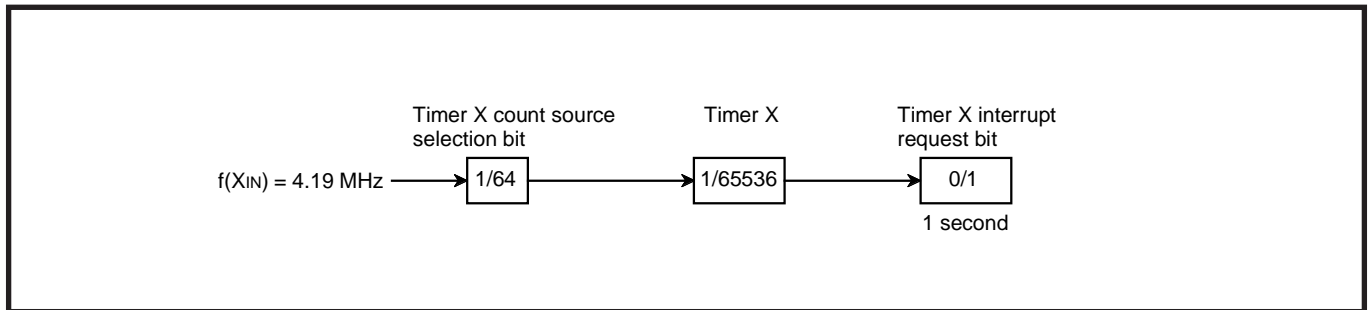 Timer X count source
selection bit
Timer X
Timer X interrupt
request bit
f(XIN) = 4.19 MHz
1/64
1/65536
0/1
1 second